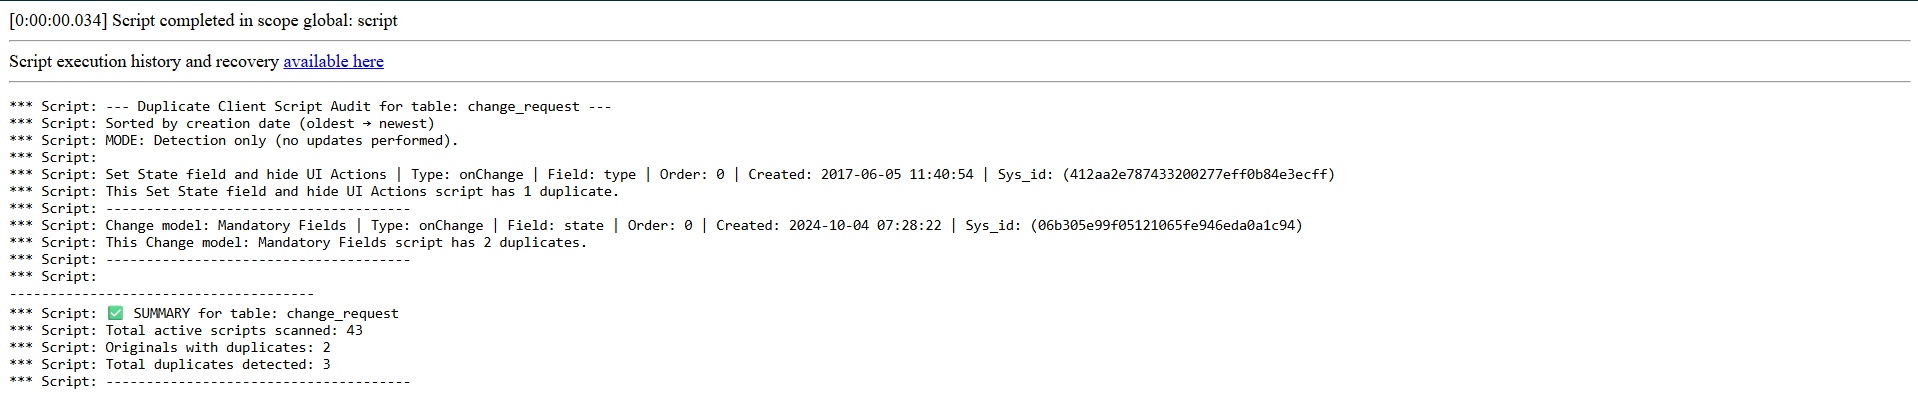 [0:00:00.034] Script completed in scope global: script
Script execution history and recovery available here
*** Script: --- Duplicate Client Script Audit for table: change_request ---
*** Script: Sorted by creation date (oldest → newest)
*** Script: MODE: Detection only (no updates performed).
*** Script:
*** Script: Set State field and hide UI Actions | Type: onChange | Field: type | Order: 0 | Created: 2017-06-05 11:40:54 | Sys_id: (412aa2e787433200277eff0b84e3ecff)
*** Script: This Set State field and hide UI Actions script has 1 duplicate.
*** Script: --------------------------------------
*** Script: Change model: Mandatory Fields | Type: onChange | Field: state | Order: 0 | Created: 2024-10-04 07:28:22 | Sys_id: (06b305e99f05121065fe946eda0a1c94)
*** Script: This Change model: Mandatory Fields script has 2 duplicates.
*** Script: --------------------------------------
*** Script:
--------------------------------------
*** Script: ✅ SUMMARY for table: change_request
*** Script: Total active scripts scanned: 43
*** Script: Originals with duplicates: 2
*** Script: Total duplicates detected: 3
*** Script: --------------------------------------